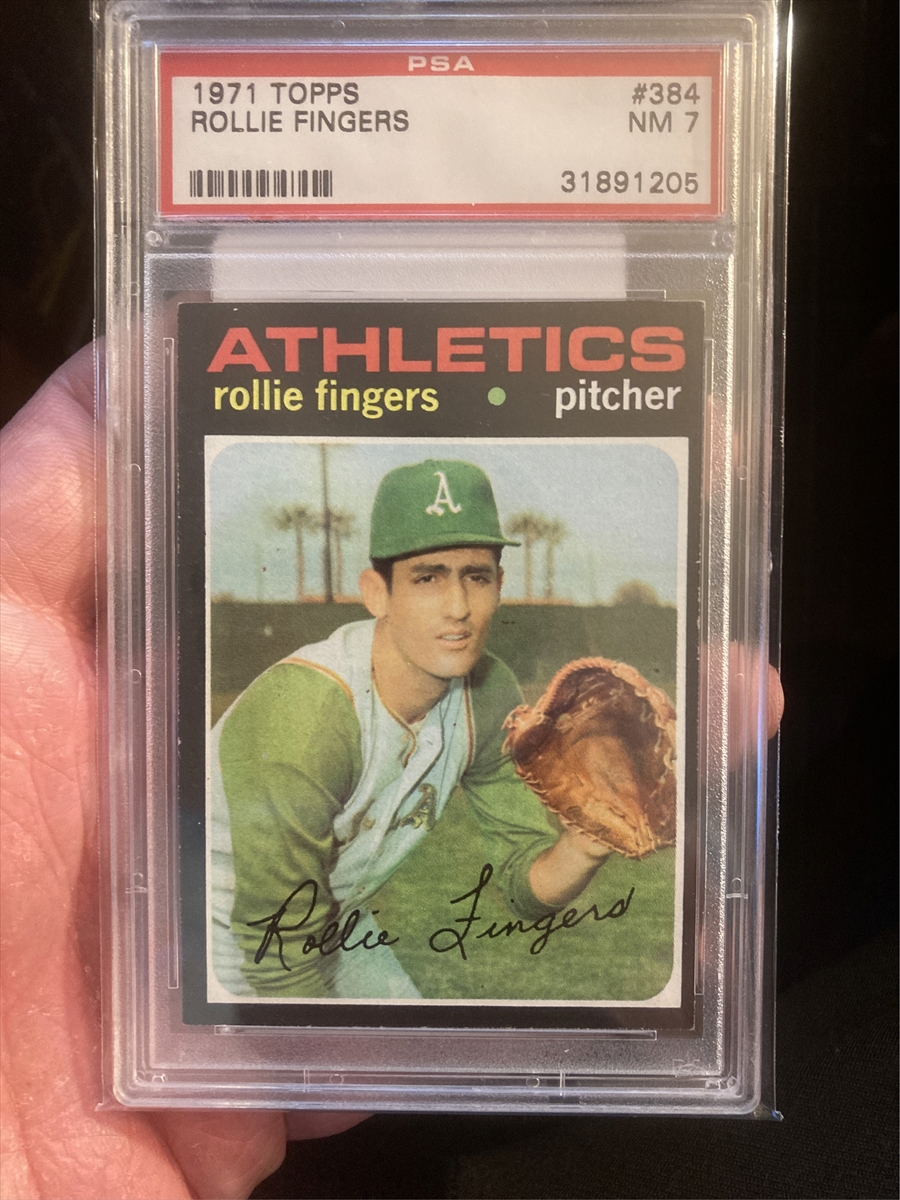 PSA
1971 TOPPS #384
ROLLIE FINGERS NM 7
31891205
ATHLETICS
rollie fingers • pitcher
A
A
Rollie Fingers